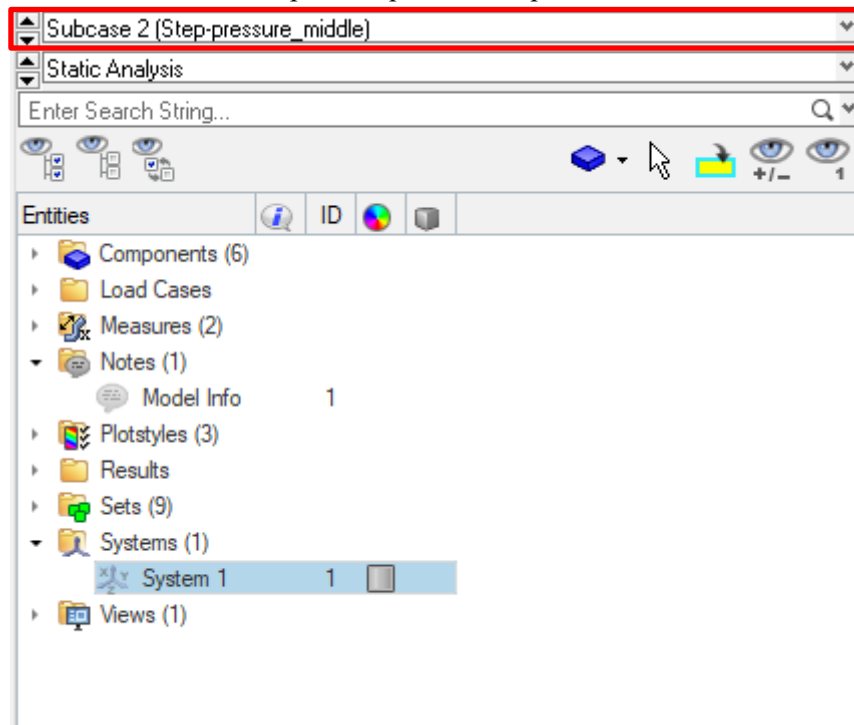 Subcase 2 (Step-pressure_middle)
Static Analysis
Enter Search String...
+/- 1
Entities ID
Components (6)
Load Cases
Measures (2)
Notes (1)
Model Info 1
Plotstyles (3)
Results
Sets (9)
Systems (1)
System 1 1
Views (1)